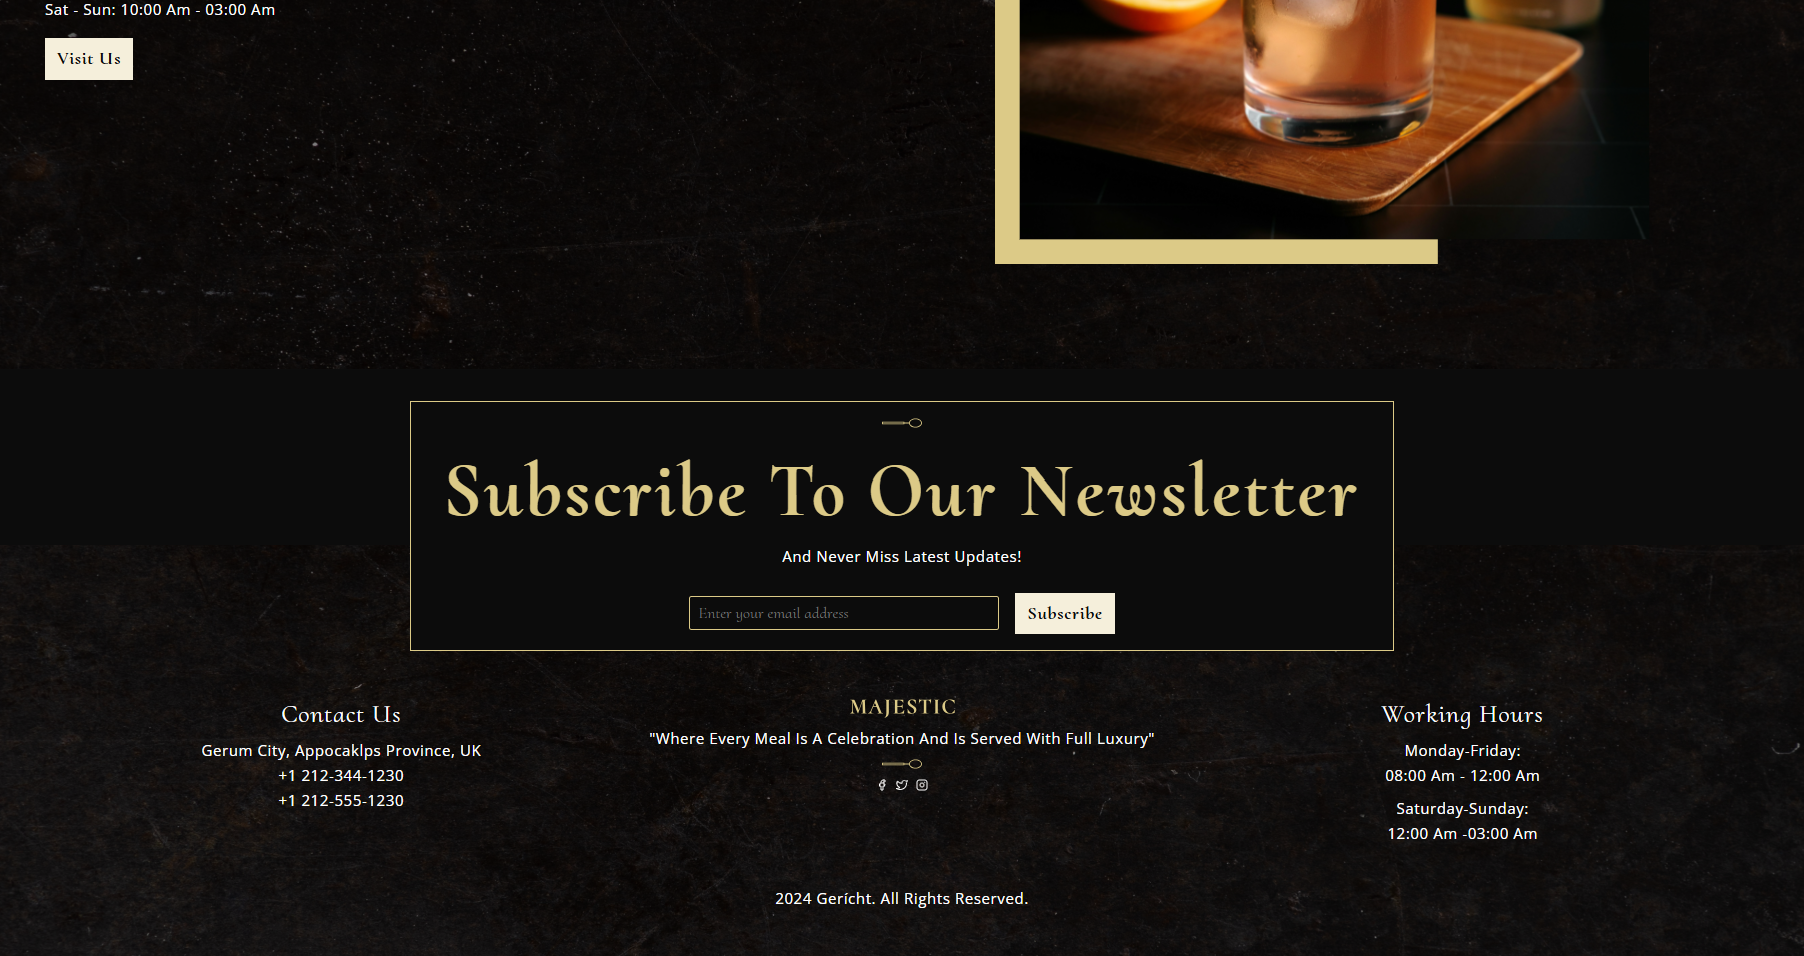 Sat - Sun: 10:00 Am - 03:00 Am
Visit Us
Subscribe To Our Newsletter
And Never Miss Latest Updates!
Enter your email address
Subscribe
Contact Us
Gerum City, Appocaklps Province, UK
+1 212-344-1230
+1 212-555-1230
MAJESTIC
"Where Every Meal Is A Celebration And Is Served With Full Luxury"
Working Hours
Monday-Friday:
08:00 Am - 12:00 Am
Saturday-Sunday:
12:00 Am -03:00 Am
2024 Gerícht. All Rights Reserved.